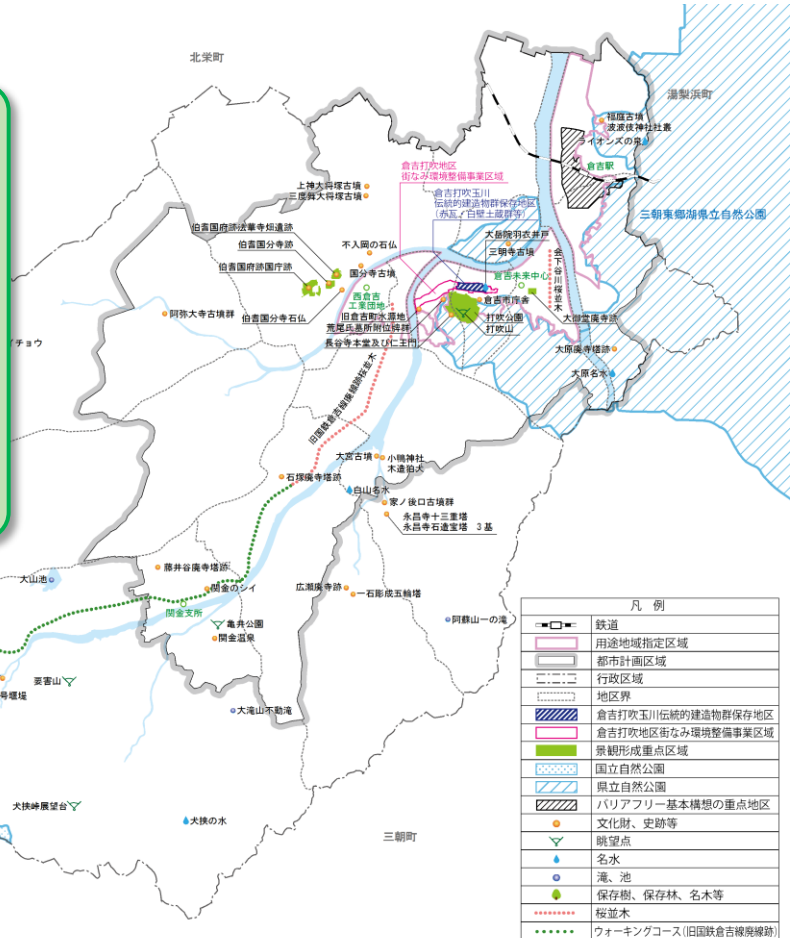 北栄町
湯梨浜町
福庭古墳
波波伎神社社叢
ライオンズの泉
倉吉駅
倉吉打吹地区
街なみ環境整備事業区域
倉吉打吹玉川
伝統的建造物群保存地区
(赤瓦／白壁土蔵群等)
三朝東郷湖県立自然公園
上神大将塚古墳
三度舞大将塚古墳
伯耆国府跡法華寺畑遺跡
伯耆国分寺跡
伯耆国府跡国庁跡
不入岡の石仏
国分寺古墳
大岳院羽衣井戸
三明寺古墳
会下谷川桜並木
西倉吉
工業団地
倉吉未来中心
倉吉市庁舎
伯耆国分寺石仏
旧倉吉町水源地
荒尾氏墓所附位碑群
長谷寺本堂及び仁王門
打吹公園
打吹山
大御堂廃寺跡
阿弥大寺古墳群
イチョウ
大原廃寺塔跡
大原名水
旧国鉄倉吉線廃線跡桜並木
大宮古墳
小鴨神社
木造狛犬
石塚廃寺塔跡
白山名水
家ノ後口古墳群
永昌寺十三重塔
永昌寺石造宝塔 3基
藤井谷廃寺塔跡
大山池
関金のシイ
広瀬廃寺跡
一石彫成五輪塔
関金支所
亀井公園
関金温泉
阿蘇山一の滝
要害山
号堰堤
大滝山不動滝
犬挟峠展望台
犬挟の水
三朝町
凡 例
鉄道
用途地域指定区域
都市計画区域
行政区域
地区界
倉吉打吹玉川伝統的建造物群保存地区
倉吉打吹地区街なみ環境整備事業区域
景観形成重点区域
国立自然公園
県立自然公園
バリアフリー基本構想の重点地区
文化財、史跡等
眺望点
名水
滝、池
保存樹、保存林、名木等
桜並木
ウォーキングコース(旧国鉄倉吉線廃線跡)